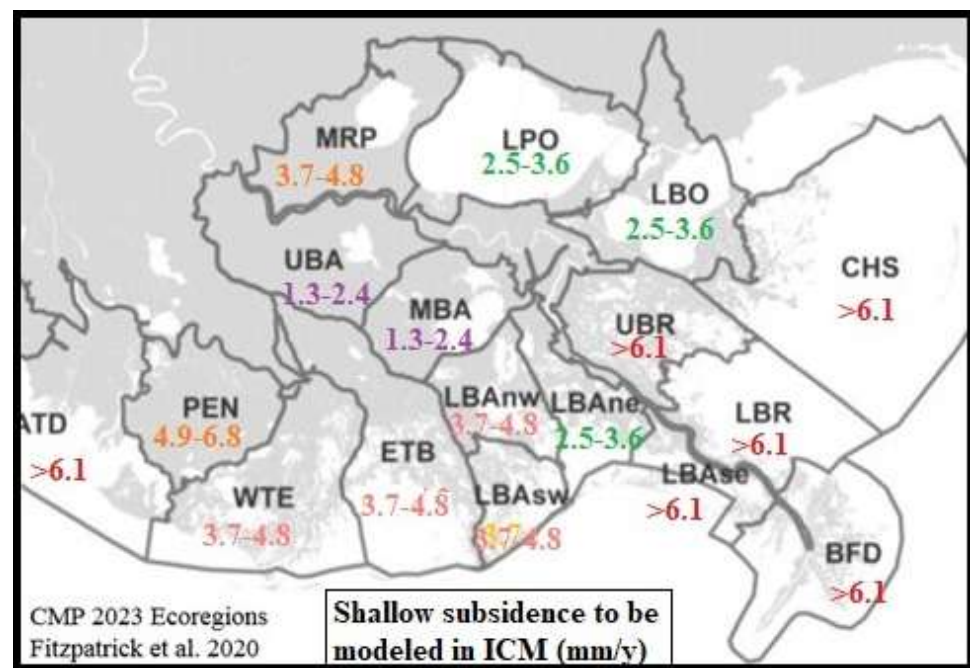 MRP
3.7-4.8
LPO
2.5-3.6
LBO
2.5-3.6
CHS
>6.1
UBA
1.3-2.4
MBA
1.3-2.4
UBR
>6.1
PEN
4.9-6.8
LBAnw
3.7-4.8
LBAne
2.5-3.6
LBR
>6.1
ATD
>6.1
WTE
3.7-4.8
ETB
3.7-4.8
LBAsw
3.7-4.8
LBAse
>6.1
BFD
>6.1
CMP 2023 Ecoregions
Fitzpatrick et al. 2020
Shallow subsidence to be
modeled in ICM (mm/y)